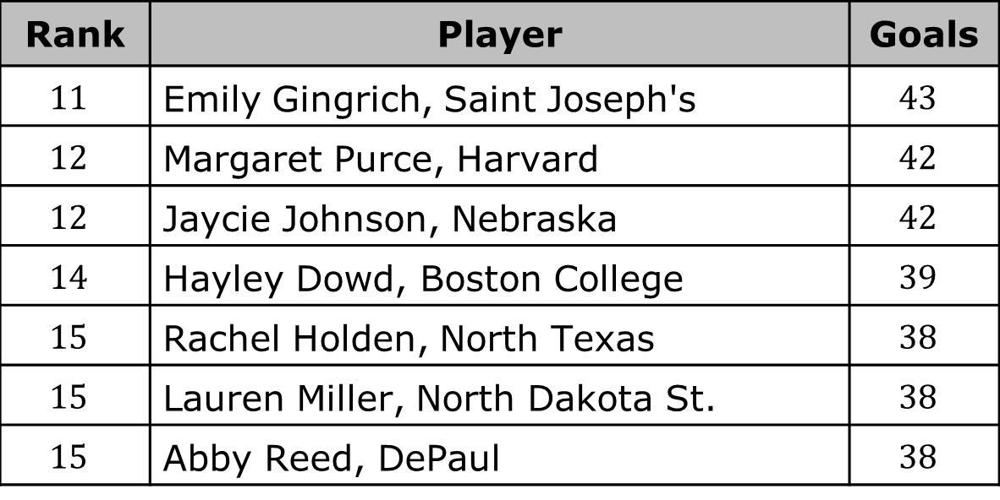 Rank Player Goals
11 Emily Gingrich, Saint Joseph's 43
12 Margaret Purce, Harvard 42
12 Jaycie Johnson, Nebraska 42
14 Hayley Dowd, Boston College 39
15 Rachel Holden, North Texas 38
15 Lauren Miller, North Dakota St. 38
15 Abby Reed, DePaul 38